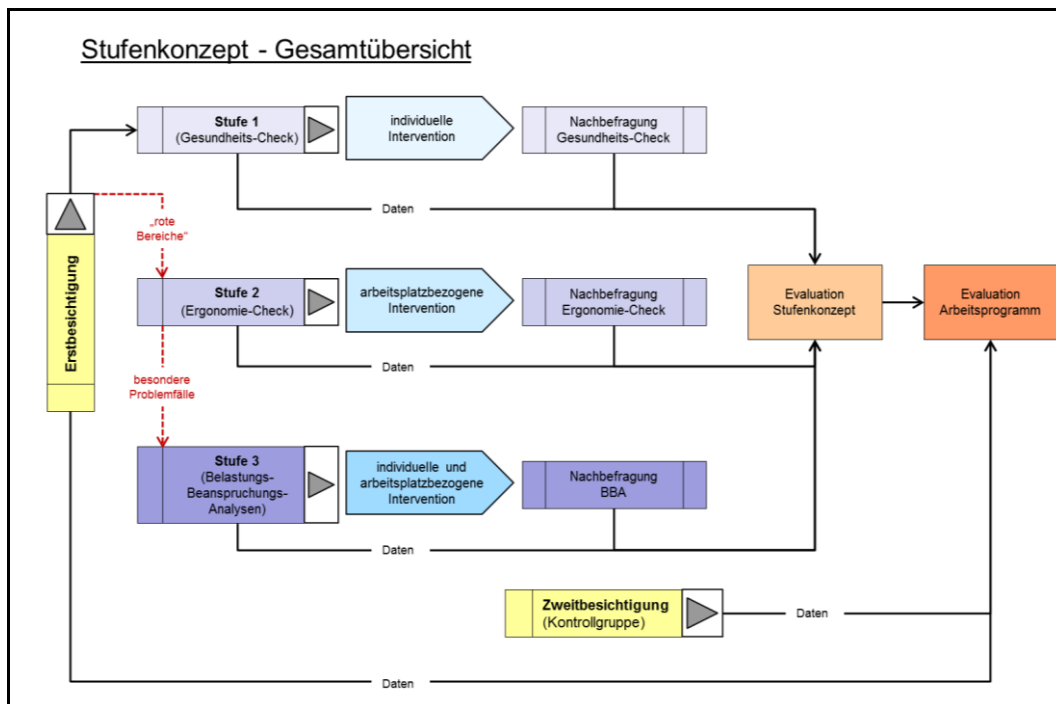 Stufenkonzept - Gesamtübersicht
Stufe 1
(Gesundheits-Check)
individuelle
Intervention
Nachbefragung
Gesundheits-Check
Daten
„rote
Bereiche“
Erstbesichtigung
Stufe 2
(Ergonomie-Check)
arbeitsplatzbezogene
Intervention
Nachbefragung
Ergonomie-Check
Evaluation
Stufenkonzept
Evaluation
Arbeitsprogramm
Daten
besondere
Problemfälle
Stufe 3
(Belastungs-
Beanspruchungs-
Analysen)
individuelle und
arbeitsplatzbezogene
Intervention
Nachbefragung
BBA
Daten
Zweitbesichtigung
(Kontrollgruppe)
Daten
Daten